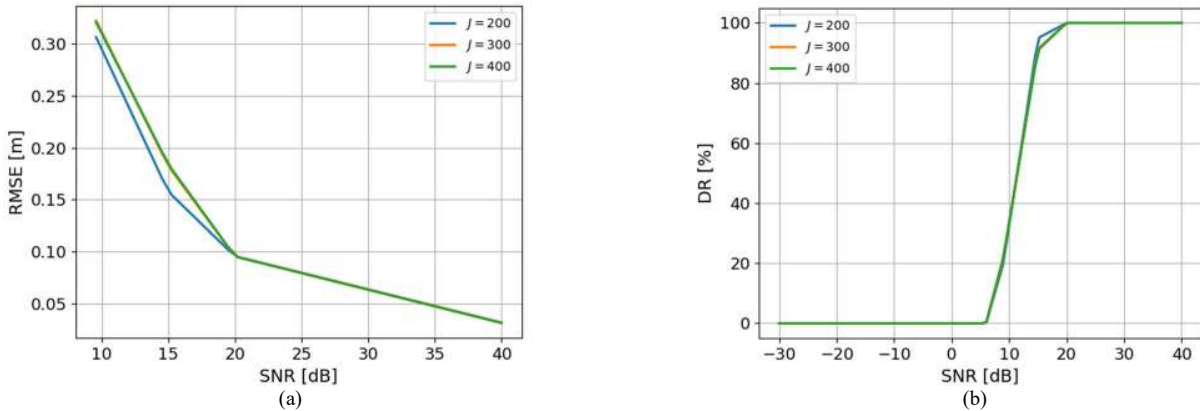 0.30
0.25
0.20
0.15
0.10
0.05
RMSE [m]
J = 200
J = 300
J = 400
10 15 20 25 30 35 40
SNR [dB]
(a)
100
80
60
40
20
0
DR [%]
J = 200
J = 300
J = 400
−30 −20 −10 0 10 20 30 40
SNR [dB]
(b)